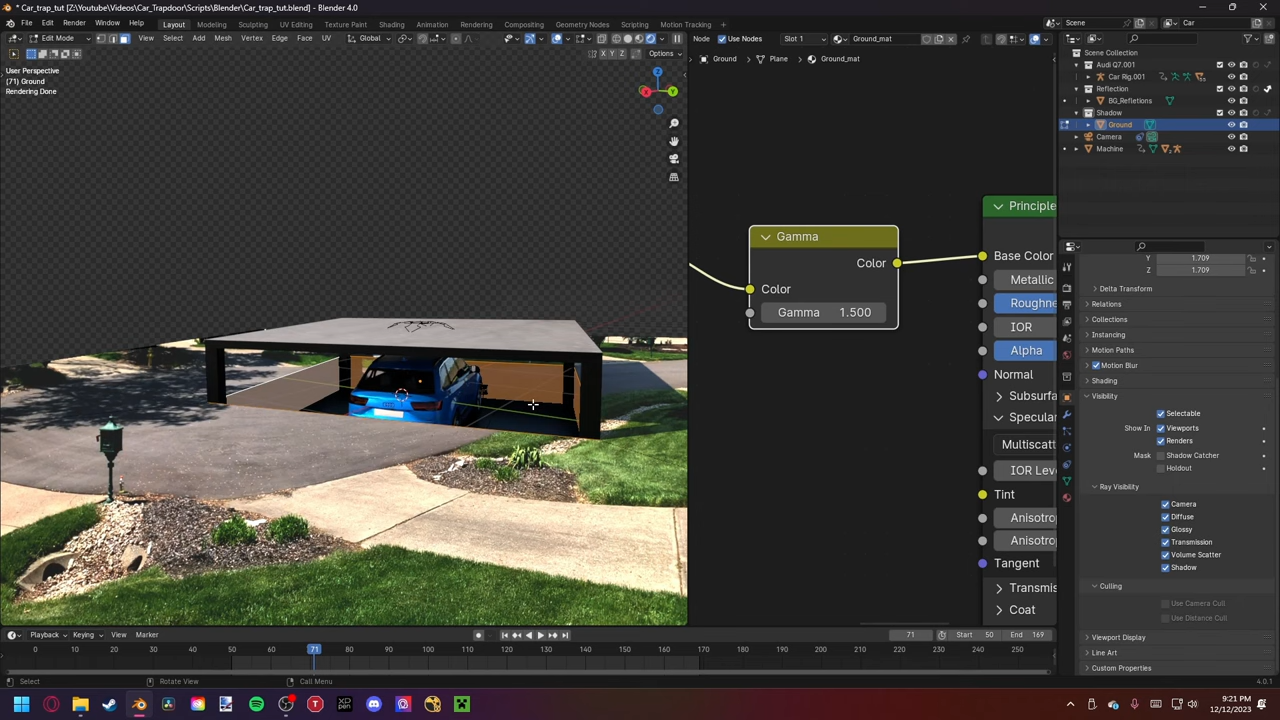 * Car_trap_tut [Z:\Youtube\Videos\Car_Trapdoor\Scripts\Blender\Car_trap_tut.blend] - Blender 4.0
File Edit Render Window Help Layout Modeling Sculpting UV Editing Texture Paint Shading Animation Rendering Compositing Geometry Nodes Scripting Motion Tracking Scene Car
Edit Mode View Select Add Mesh Vertex Edge Face UV Global
Node Use Nodes Slot 1 Ground_mat
X Y Z Options
Ground Plane Ground_mat
User Perspective
(71) Ground
Rendering Done
Scene Collection
Audi Q7.001
Car Rig.001
Reflection
BG_Refletions
Shadow
Ground
Camera
Machine
Gamma
Color
Color
Gamma 1.500
Principle
Base Color
Metallic
Roughne
IOR
Alpha
Normal
Subsurfa
Specular
Multiscatt
IOR Leve
Tint
Anisotrop
Anisotro
Tangent
Transmis
Coat
Y 1.709
Z 1.709
Delta Transform
Relations
Collections
Instancing
Motion Paths
Motion Blur
Shading
Visibility
Selectable
Show In Viewports
Renders
Mask Shadow Catcher
Holdout
Ray Visibility
Camera
Diffuse
Glossy
Transmission
Volume Scatter
Shadow
Culling
Use Camera Cull
Use Distance Cull
Viewport Display
Line Art
Custom Properties
Playback Keying View Marker 71 Start 50 End 169
0 50 60 71 80 90 100 110 120 130 140 150 160 170 180 190 200 210 220 230 240 250
Select Rotate View Call Menu 4.0.1
9:21 PM
12/12/2023